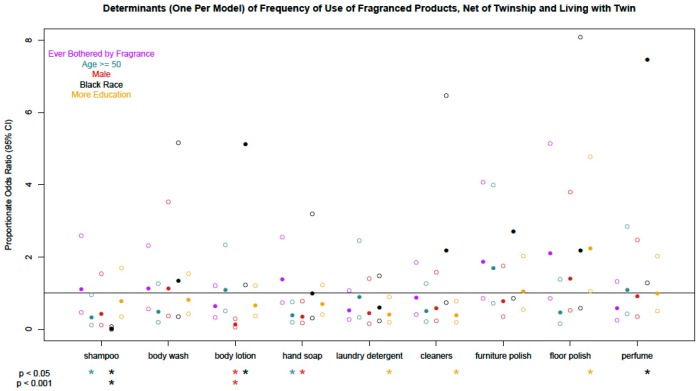 Determinants (One Per Model) of Frequency of Use of Fragranced Products, Net of Twinship and Living with Twin
Proportionate Odds Ratio (95% CI)
8
6
4
2
0
Ever Bothered by Fragrance
Age >= 50
Male
Black Race
More Education
shampoo body wash body lotion hand soap laundry detergent cleaners furniture polish floor polish perfume
p < 0.05 * * * * * * * * * *
p < 0.001 * *